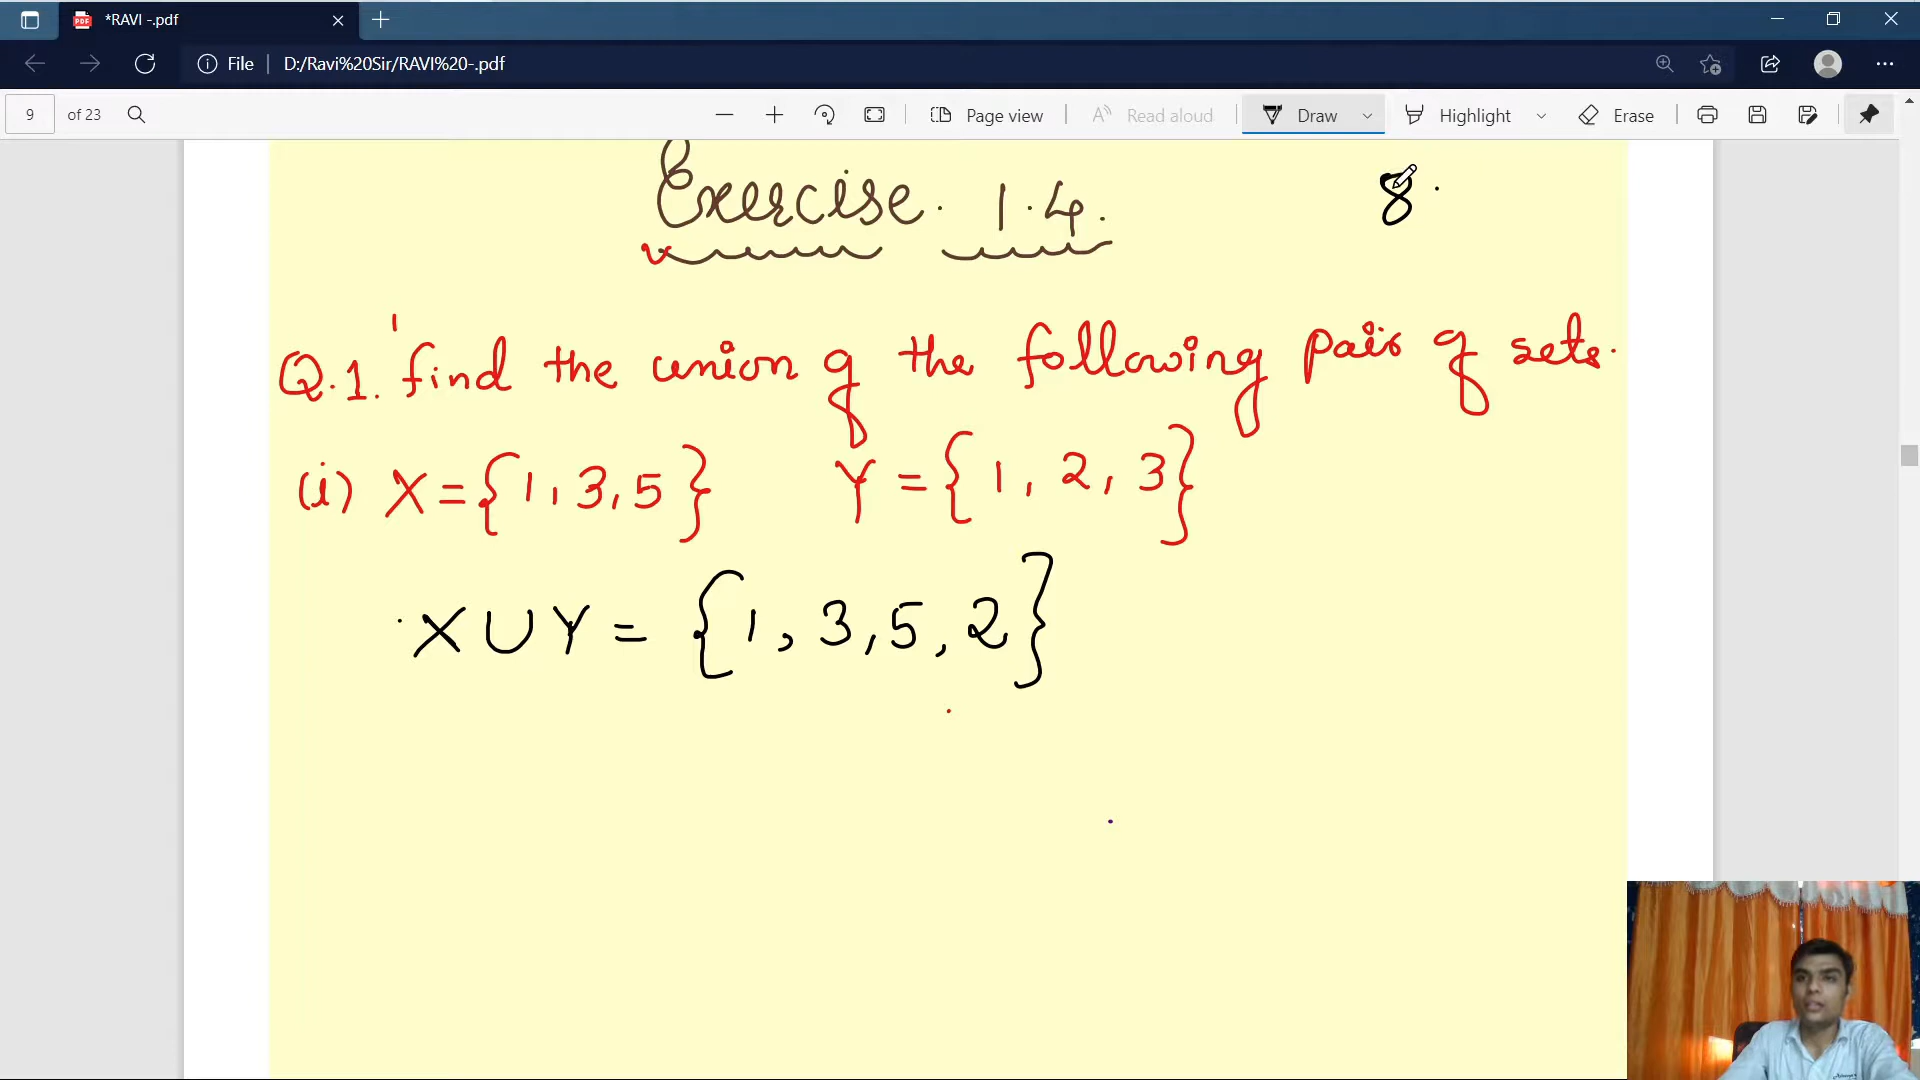 *RAVI -.pdf
File D:/Ravi%20Sir/RAVI%20-.pdf
9 of 23 Page view Read aloud Draw Highlight Erase
Exercise. 1.4. 8.
Q.1. find the union of the following pair of sets.
(i) X={1,3,5} Y={1,2,3}
X∪Y={1,3,5,2}